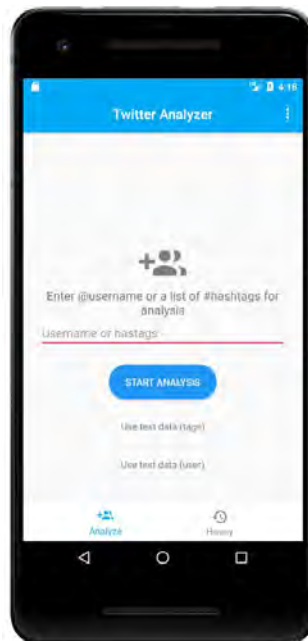 4:16
Twitter Analyzer
Enter @username or a list of #hashtags for
analysis
Username or hastags
START ANALYSIS
Use test data (tags)
Use test data (user)
Analyze
History